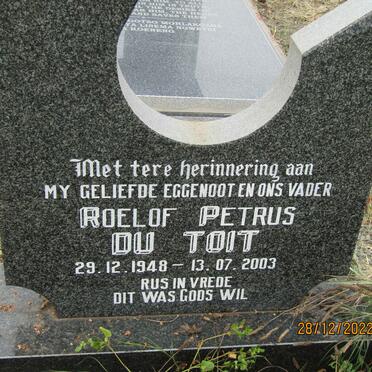 Met tere herinnering aan
MY GELIEFDE EGGENOOT EN ONS VADER
ROELOF PETRUS
DU TOIT
29.12.1948 – 13.07.2003
RUS IN VREDE
DIT WAS GODS WIL
28/12/2022